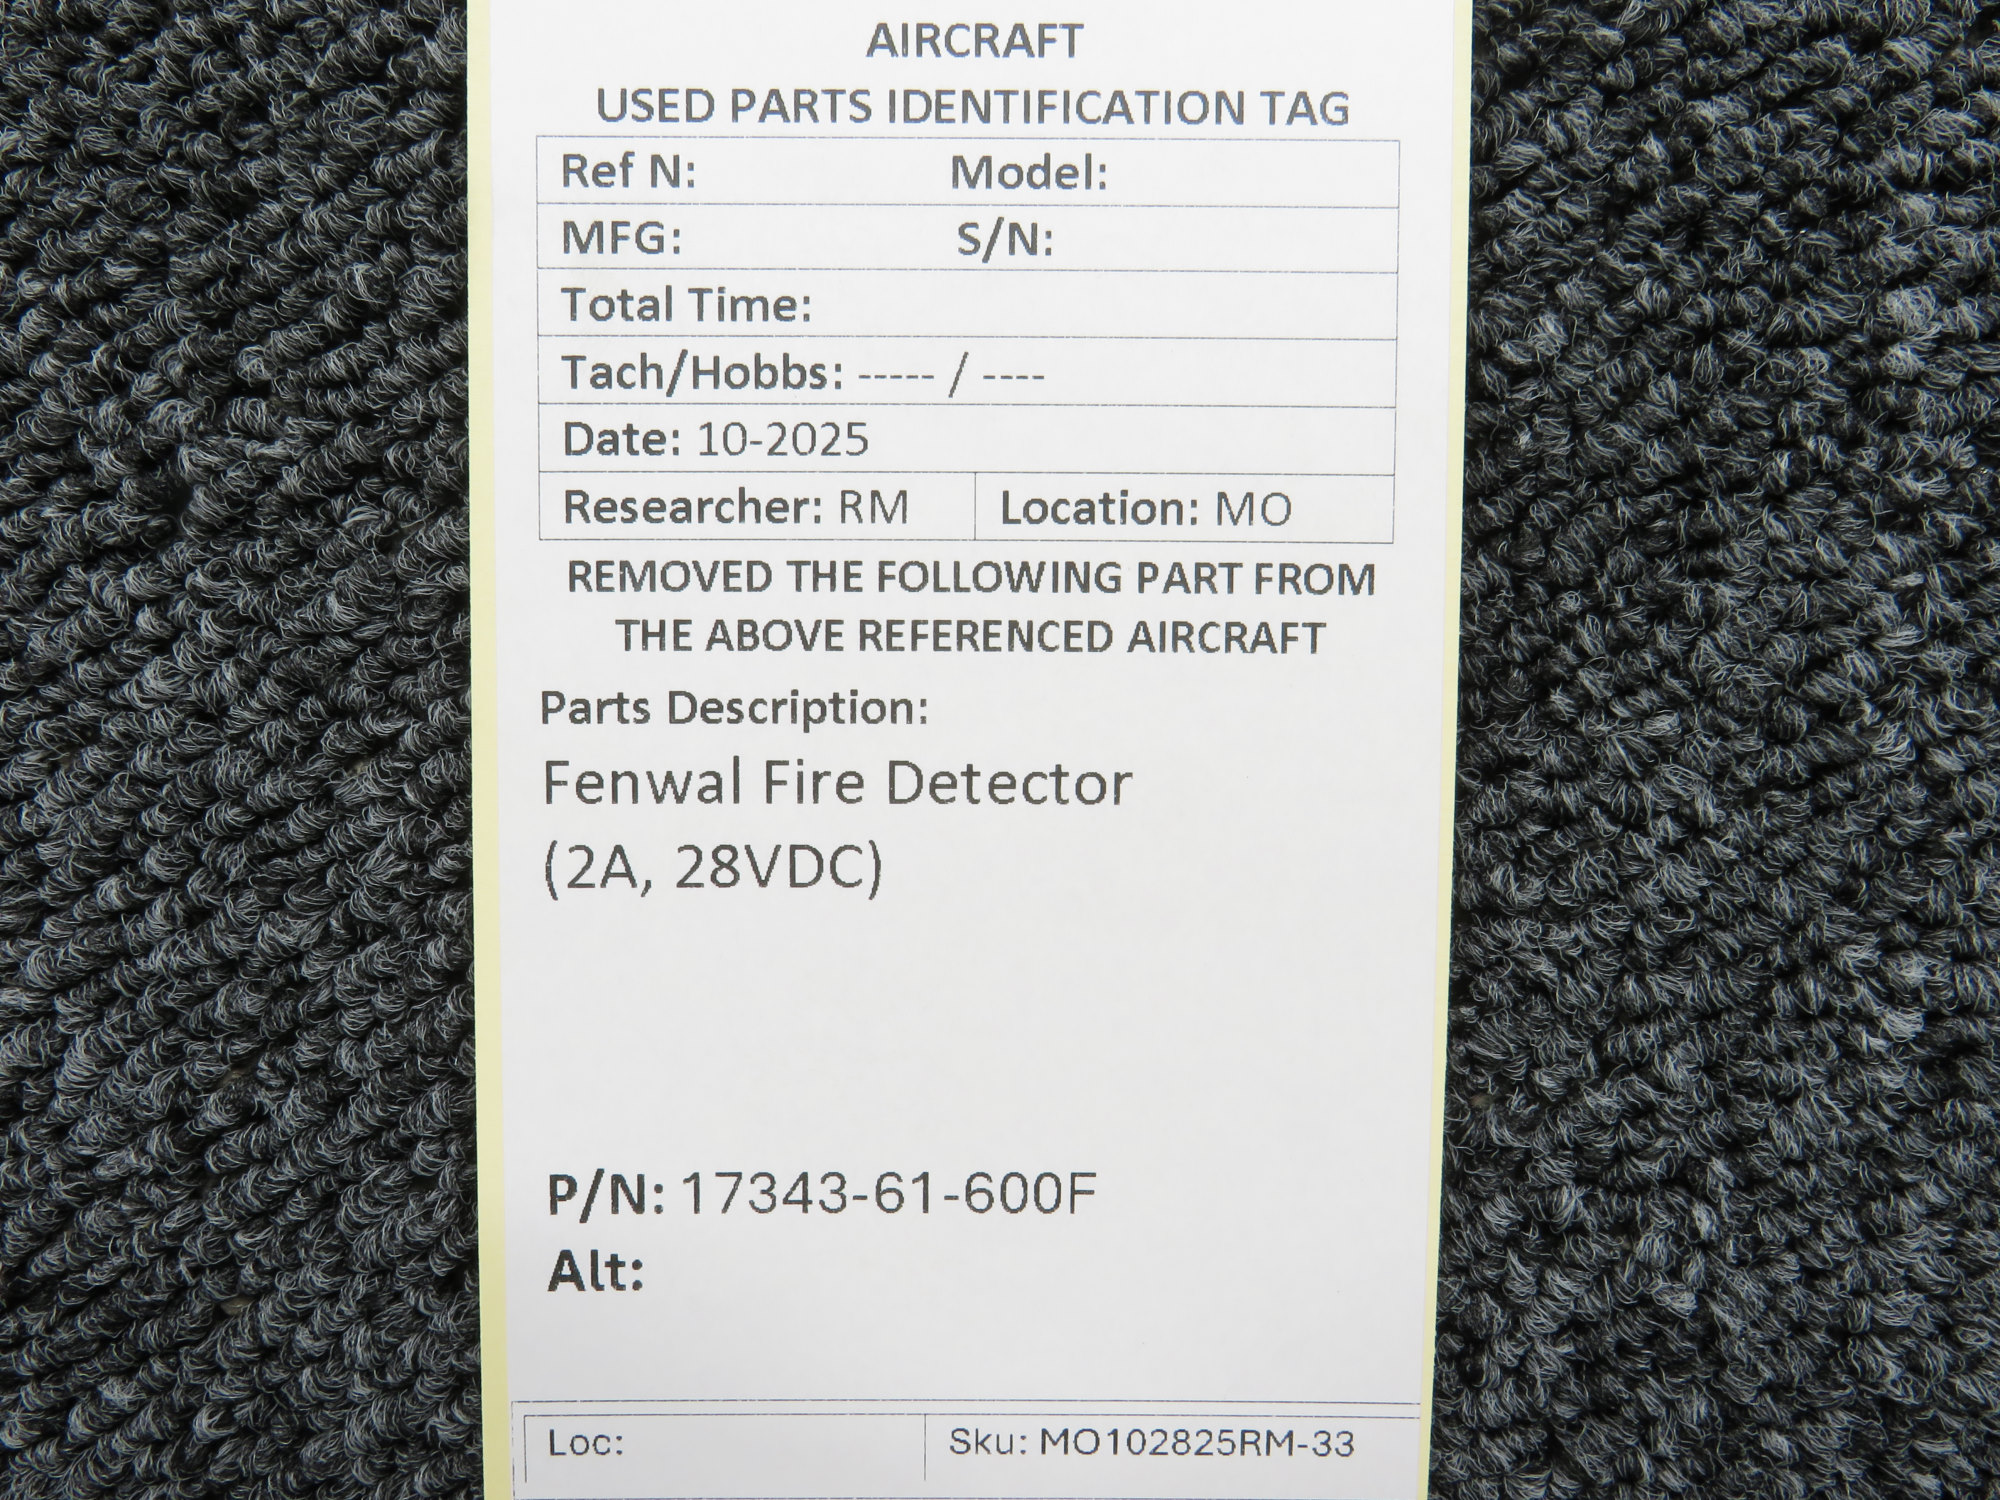 AIRCRAFT
USED PARTS IDENTIFICATION TAG
Ref N: Model:
MFG: S/N:
Total Time:
Tach/Hobbs: ----- / ----
Date: 10-2025
Researcher: RM Location: MO
REMOVED THE FOLLOWING PART FROM
THE ABOVE REFERENCED AIRCRAFT
Parts Description:
Fenwal Fire Detector
(2A, 28VDC)
P/N: 17343-61-600F
Alt:
Loc: Sku: MO102825RM-33